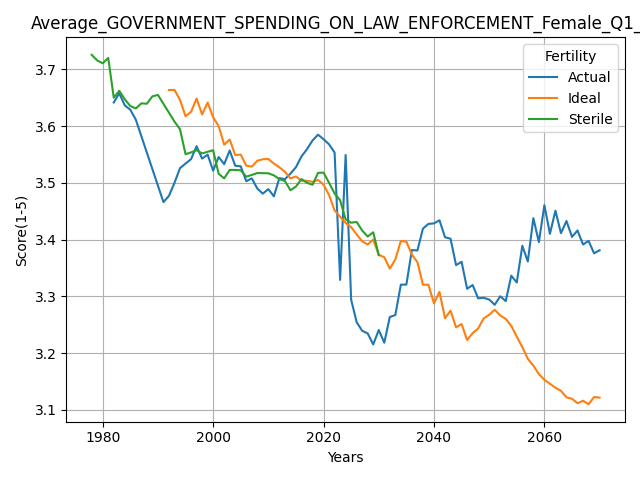 Average_GOVERNMENT_SPENDING_ON_LAW_ENFORCEMENT_Female_Q1_
Fertility
Actual
Ideal
Sterile
Score(1-5)
3.7
3.6
3.5
3.4
3.3
3.2
3.1
1980 2000 2020 2040 2060
Years